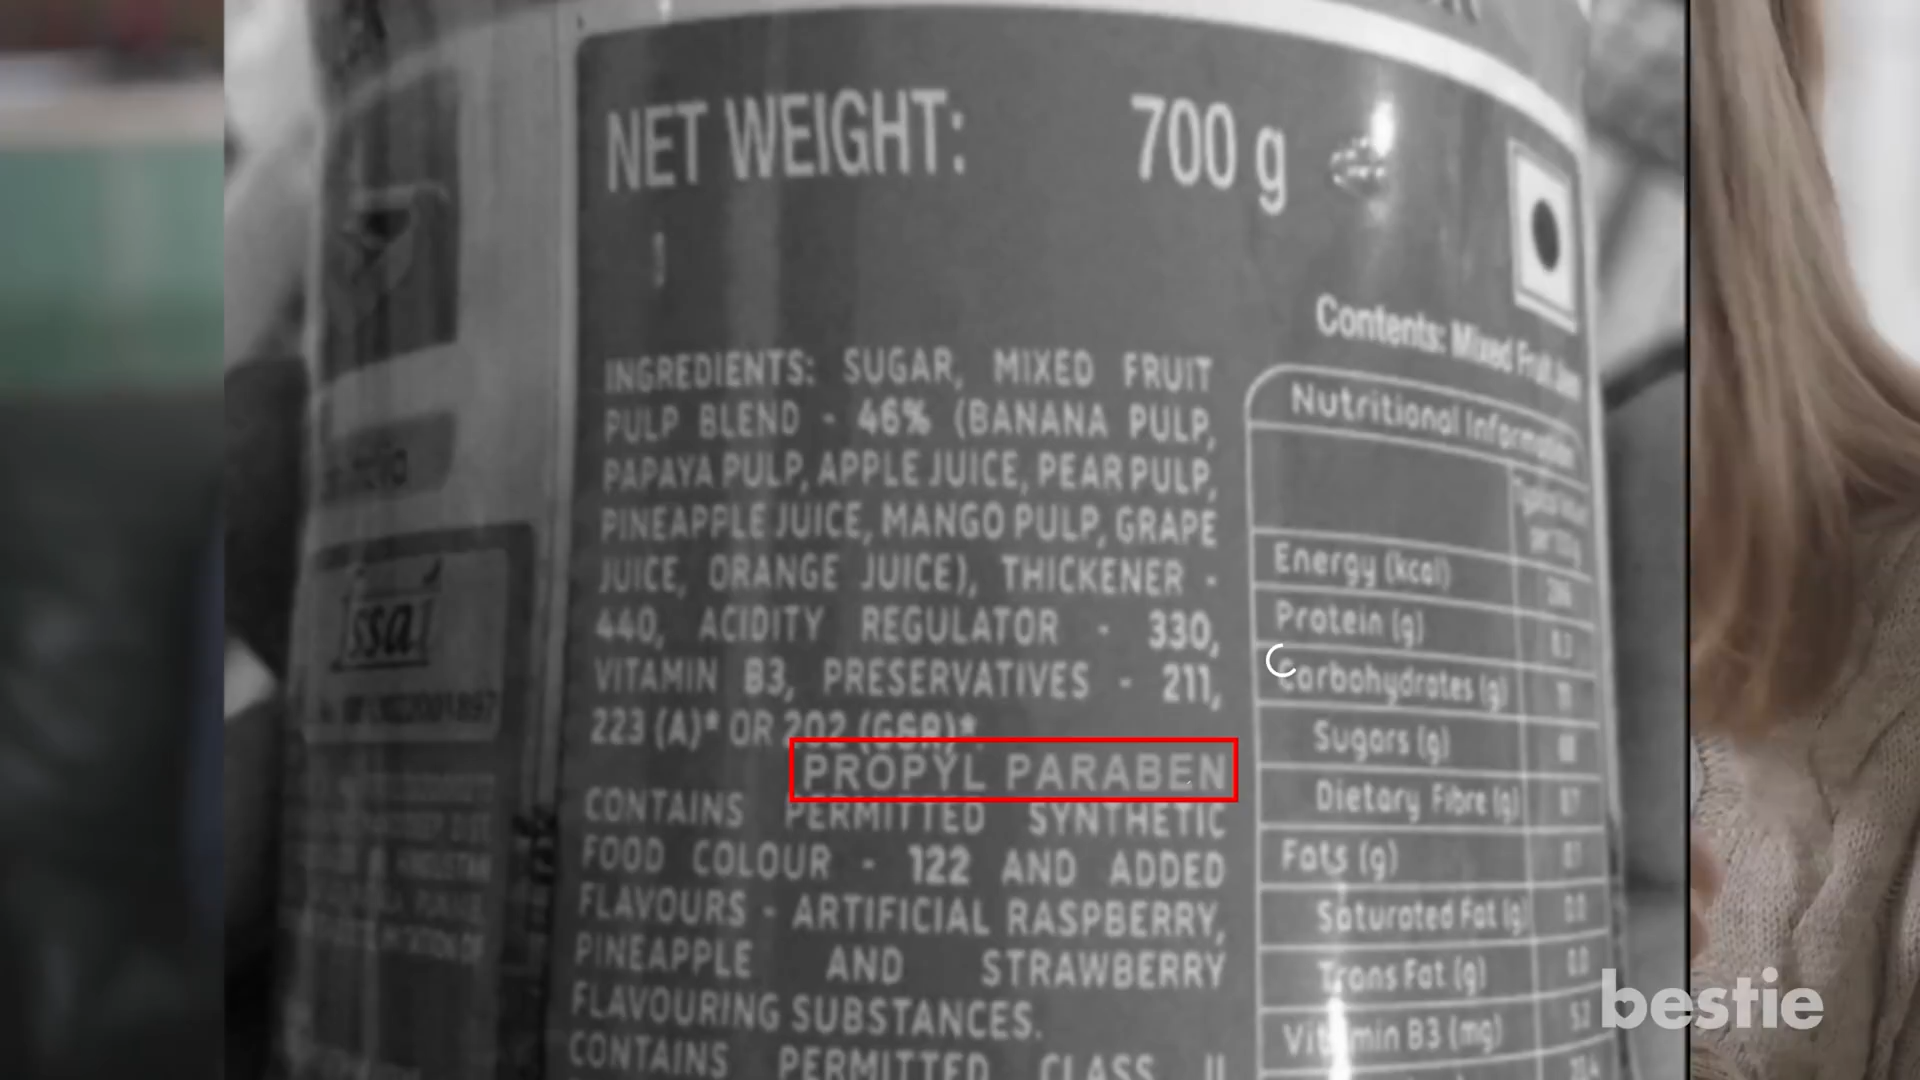 NET WEIGHT: 700 g
Contents: Mixed Fruit Jam
INGREDIENTS: SUGAR, MIXED FRUIT
PULP BLEND - 46% (BANANA PULP,
PAPAYA PULP, APPLE JUICE, PEAR PULP,
PINEAPPLE JUICE, MANGO PULP, GRAPE
JUICE, ORANGE JUICE), THICKENER -
440, ACIDITY REGULATOR - 330,
VITAMIN B3, PRESERVATIVES - 211,
223 (A)* OR 202 (G&R)*.
PROPYL PARABEN
CONTAINS PERMITTED SYNTHETIC
FOOD COLOUR - 122 AND ADDED
FLAVOURS - ARTIFICIAL RASPBERRY,
PINEAPPLE AND STRAWBERRY
FLAVOURING SUBSTANCES.
CONTAINS PERMITTED CLASS II
Nutritional Information
per 100g
Energy (kcal)
Protein (g)
Carbohydrates (g)
Sugars (g)
Dietary Fibre (g)
Fats (g)
Saturated Fat (g)
Trans Fat (g) 0.0
Vitamin B3 (mg)
fssai
bestie